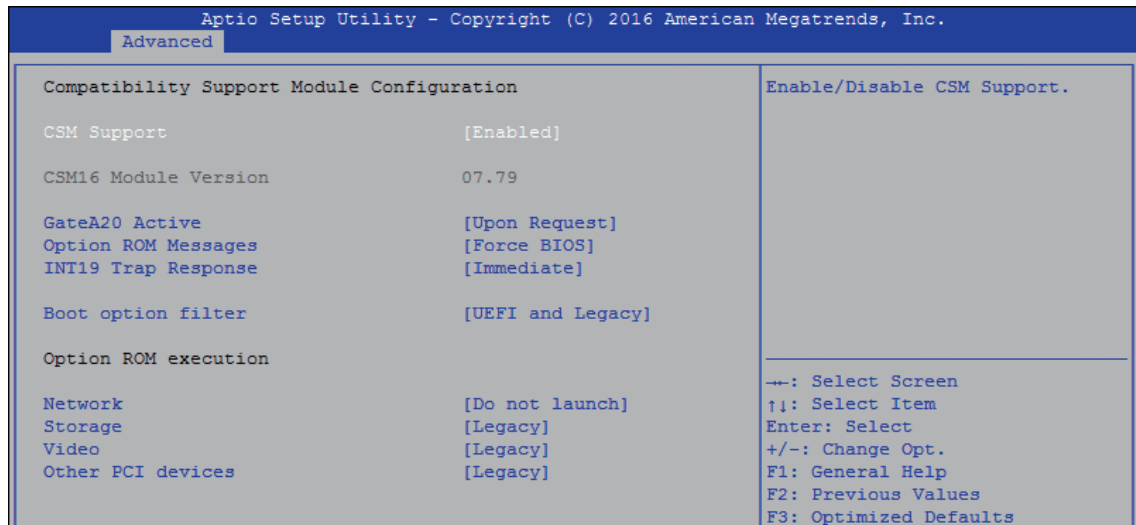 Aptio Setup Utility - Copyright (C) 2016 American Megatrends, Inc.
Advanced
Compatibility Support Module Configuration
CSM Support [Enabled]
CSM16 Module Version 07.79
GateA20 Active [Upon Request]
Option ROM Messages [Force BIOS]
INT19 Trap Response [Immediate]
Boot option filter [UEFI and Legacy]
Option ROM execution
Network [Do not launch]
Storage [Legacy]
Video [Legacy]
Other PCI devices [Legacy]
Enable/Disable CSM Support.
→←: Select Screen
↑↓: Select Item
Enter: Select
+/-: Change Opt.
F1: General Help
F2: Previous Values
F3: Optimized Defaults